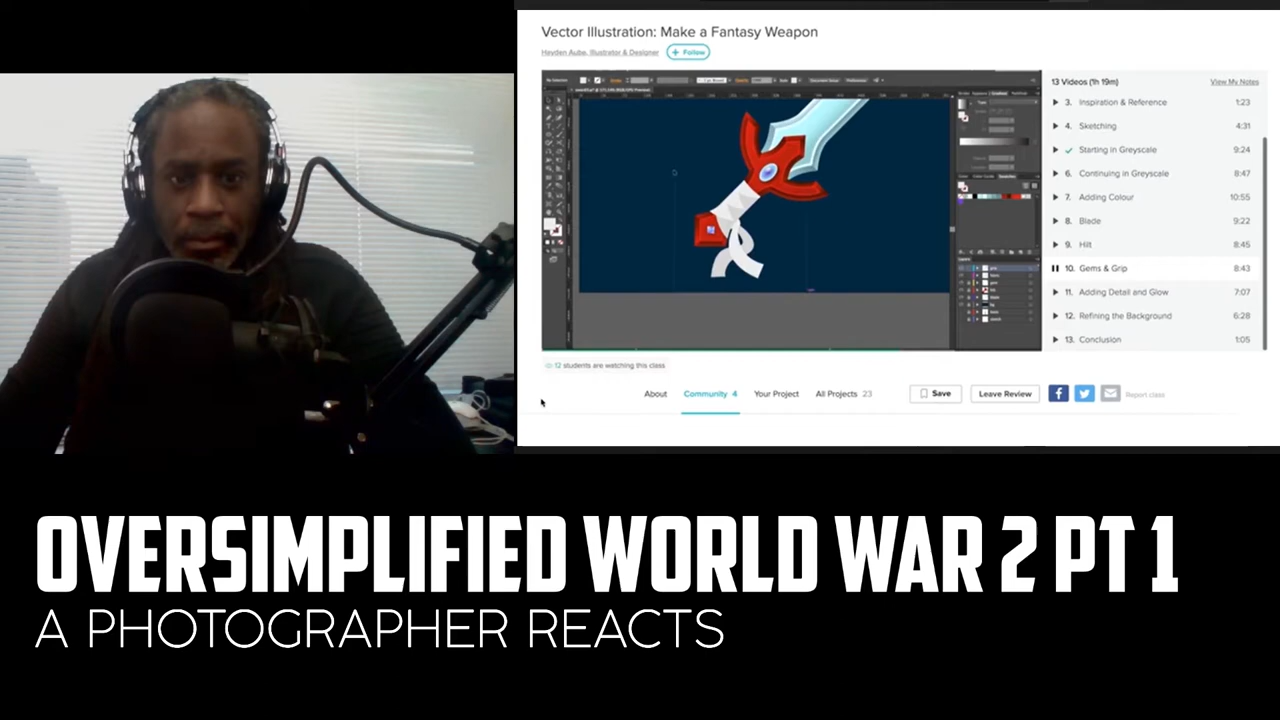 Vector Illustration: Make a Fantasy Weapon
Hayden Aube, Illustrator & Designer
+ Follow
13 Videos (1h 19m)
View My Notes
3. Inspiration & Reference 1:23
4. Sketching 4:31
Starting in Greyscale 9:24
6. Continuing in Greyscale 8:47
7. Adding Colour 10:55
8. Blade 9:22
9. Hilt 8:45
10. Gems & Grip 8:43
11. Adding Detail and Glow 7:07
12. Refining the Background 6:28
13. Conclusion 1:05
12 students are watching this class
About Community 4 Your Project All Projects 23 Save Leave Review Report class
OVERSIMPLIFIED WORLD WAR 2 PT 1
A PHOTOGRAPHER REACTS